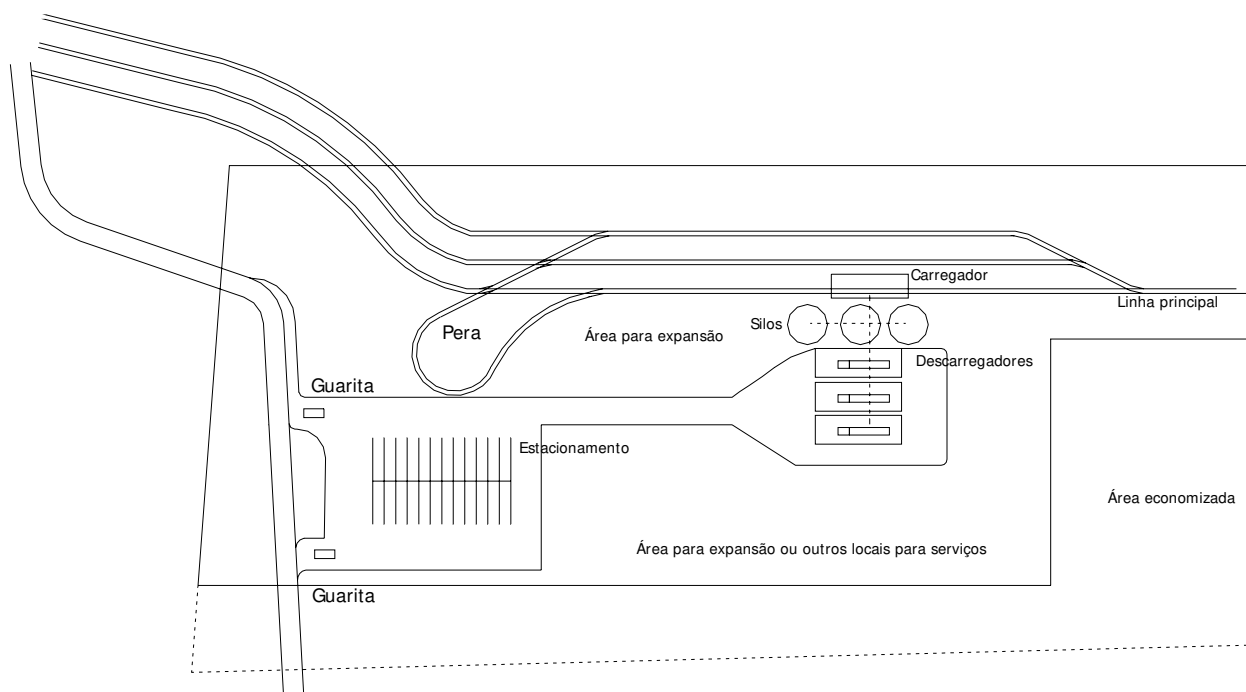 Carregador
Linha principal
Silos
Pera
Área para expansão
Descarregadores
Guarita
Estacionamento
Área economizada
Área para expansão ou outros locais para serviços
Guarita